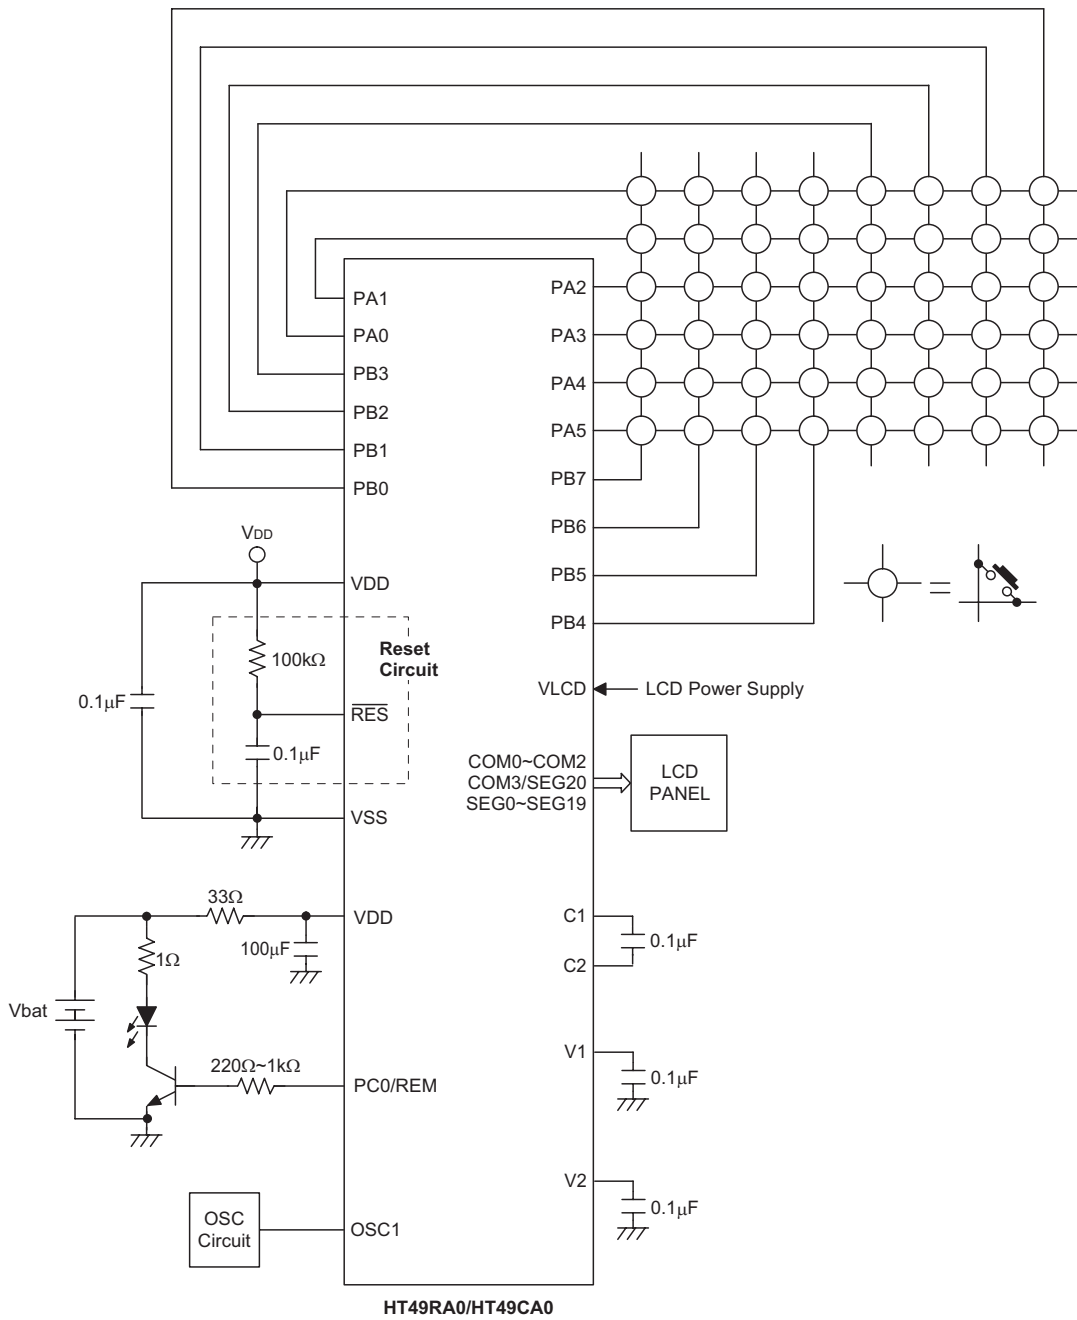 PA1
PA0
PB3
PB2
PB1
PB0
PA2
PA3
PA4
PA5
PB7
PB6
PB5
PB4
VDD
VDD
100kΩ
Reset
Circuit
0.1μF
RES
0.1μF
VSS
VLCD
LCD Power Supply
COM0~COM2
COM3/SEG20
SEG0~SEG19
LCD
PANEL
33Ω
VDD
100μF
1Ω
Vbat
220Ω~1kΩ
PC0/REM
C1
0.1μF
C2
V1
0.1μF
V2
0.1μF
OSC
Circuit
OSC1
HT49RA0/HT49CA0